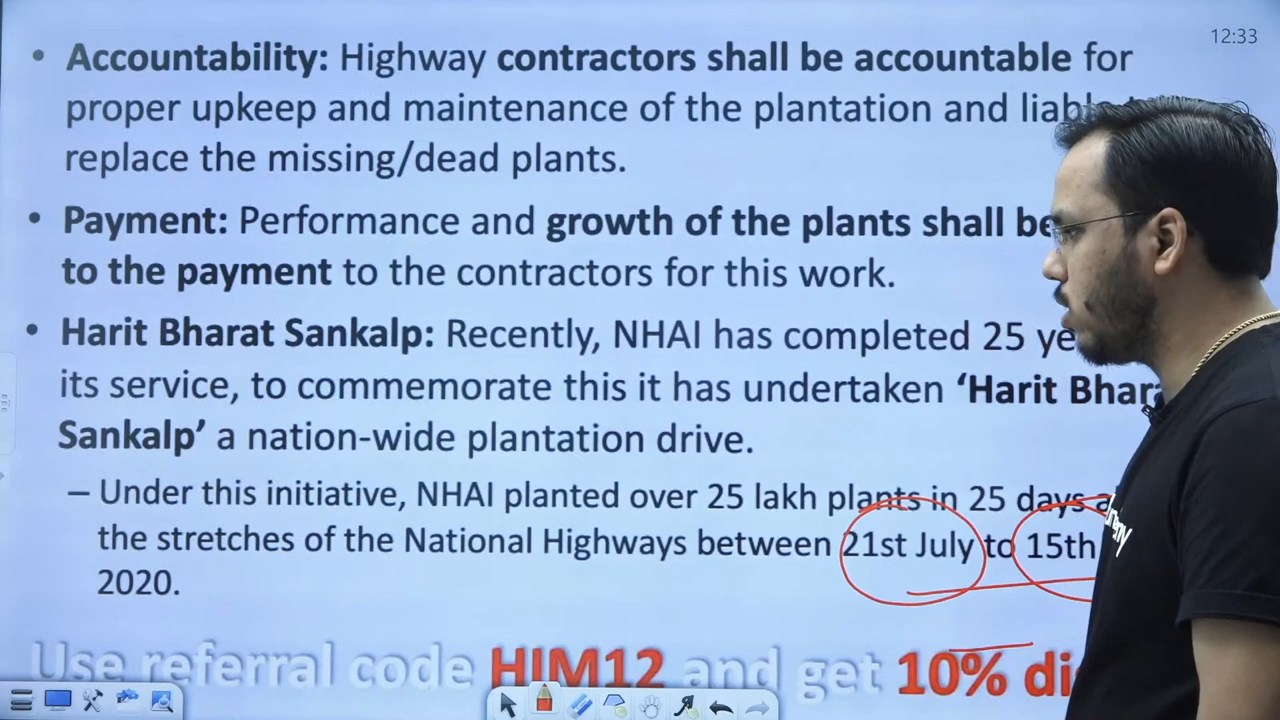 12:33
• Accountability: Highway contractors shall be accountable for
proper upkeep and maintenance of the plantation and liable
replace the missing/dead plants.
• Payment: Performance and growth of the plants shall be
to the payment to the contractors for this work.
• Harit Bharat Sankalp: Recently, NHAI has completed 25
its service, to commemorate this it has undertaken ‘Harit
Sankalp’ a nation-wide plantation drive.
– Under this initiative, NHAI planted over 25 lakh plants in 25 days
the stretches of the National Highways between 21st July to 15th
2020.
Use referral code HIM12 and get 10%